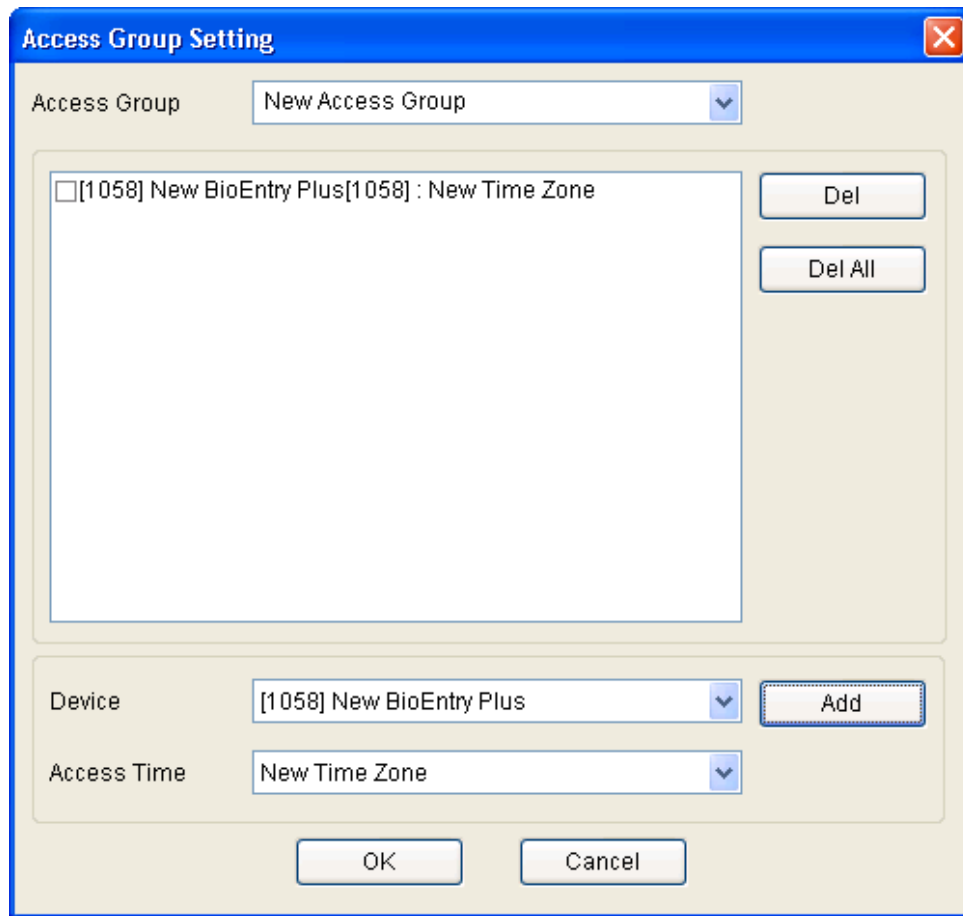 Access Group Setting
Access Group New Access Group
[1058] New BioEntry Plus[1058] : New Time Zone
Del
Del All
Device [1058] New BioEntry Plus Add
Access Time New Time Zone
OK Cancel